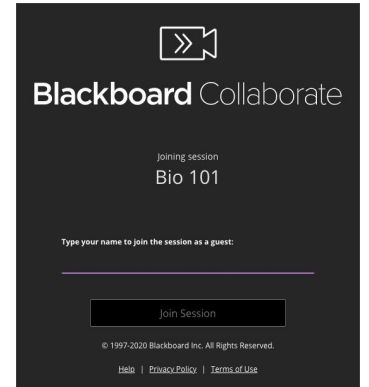 Blackboard Collaborate
Joining session
Bio 101
Type your name to join the session as a guest:
Join Session
© 1997-2020 Blackboard Inc. All Rights Reserved.
Help | Privacy Policy | Terms of Use